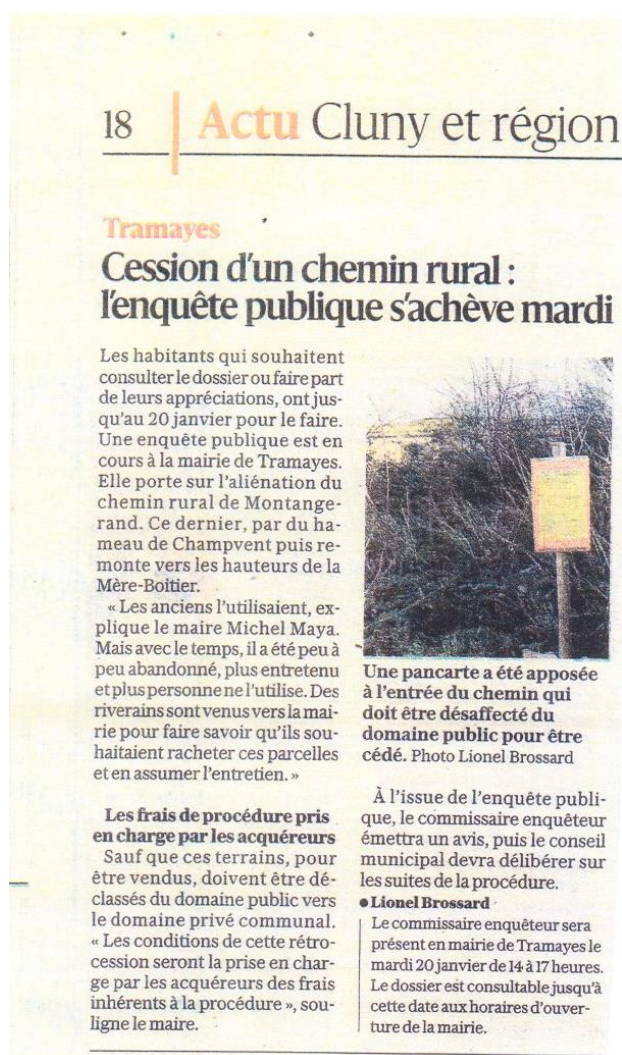 18 Actu Cluny et région
Tramayes
Cession d'un chemin rural :
l'enquête publique s'achève mardi
Les habitants qui souhaitent
consulter le dossier ou faire part
de leurs appréciations, ont jus-
qu'au 20 janvier pour le faire.
Une enquête publique est en
cours à la mairie de Tramayes.
Elle porte sur l'aliénation du
chemin rural de Montange-
rand. Ce dernier, par du ha-
meau de Champvent puis re-
monte vers les hauteurs de la
Mère-Boitier.
« Les anciens l'utilisaient, ex-
plique le maire Michel Maya.
Mais avec le temps, il a été peu à
peu abandonné, plus entretenu
et plus personne ne l'utilise. Des
riverains sont venus vers la mai-
rie pour faire savoir qu'ils sou-
haitaient racheter ces parcelles
et en assumer l'entretien. »
Les frais de procédure pris
en charge par les acquéreurs
Sauf que ces terrains, pour
être vendus, doivent être dé-
classés du domaine public vers
le domaine privé communal.
« Les conditions de cette rétro-
cession seront la prise en char-
ge par les acquéreurs des frais
inhérents à la procédure », sou-
ligne le maire.
Une pancarte a été apposée
à l'entrée du chemin qui
doit être désaffecté du
domaine public pour être
cédé. Photo Lionel Brossard
À l'issue de l'enquête publi-
que, le commissaire enquêteur
émettra un avis, puis le conseil
municipal devra délibérer sur
les suites de la procédure.
● Lionel Brossard
Le commissaire enquêteur sera
présent en mairie de Tramayes le
mardi 20 janvier de 14 à 17 heures.
Le dossier est consultable jusqu'à
cette date aux horaires d'ouver-
ture de la mairie.